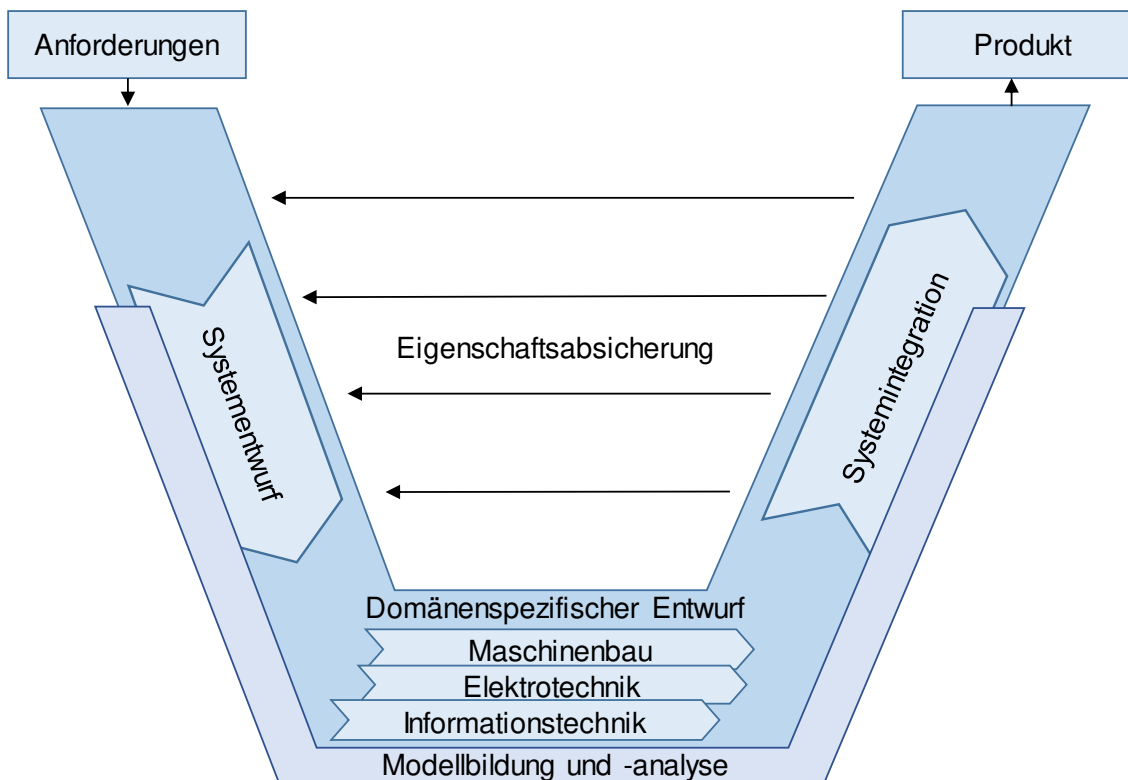 Anforderungen
Produkt
Eigenschaftsabsicherung
Systementwurf
Systemintegration
Domänenspezifischer Entwurf
Maschinenbau
Elektrotechnik
Informationstechnik
Modellbildung und -analyse